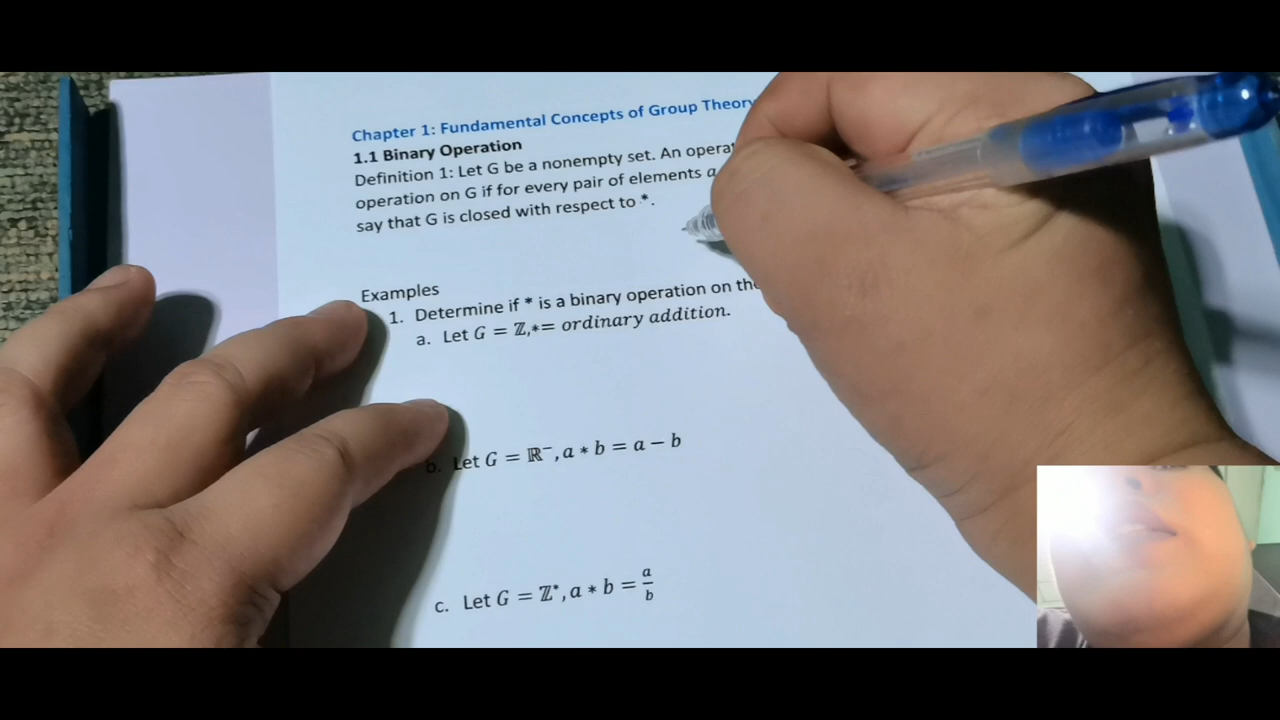 Chapter 1: Fundamental Concepts of Group Theory
1.1 Binary Operation
Definition 1: Let G be a nonempty set. An
operation on G if for every pair of elements a
say that G is closed with respect to *.
Examples
1. Determine if * is a binary operation on
a. Let G = ℤ,∗= ordinary addition.
b. Let G = ℝ⁻, a ∗ b = a − b
c. Let G = ℤ*, a ∗ b = a/b